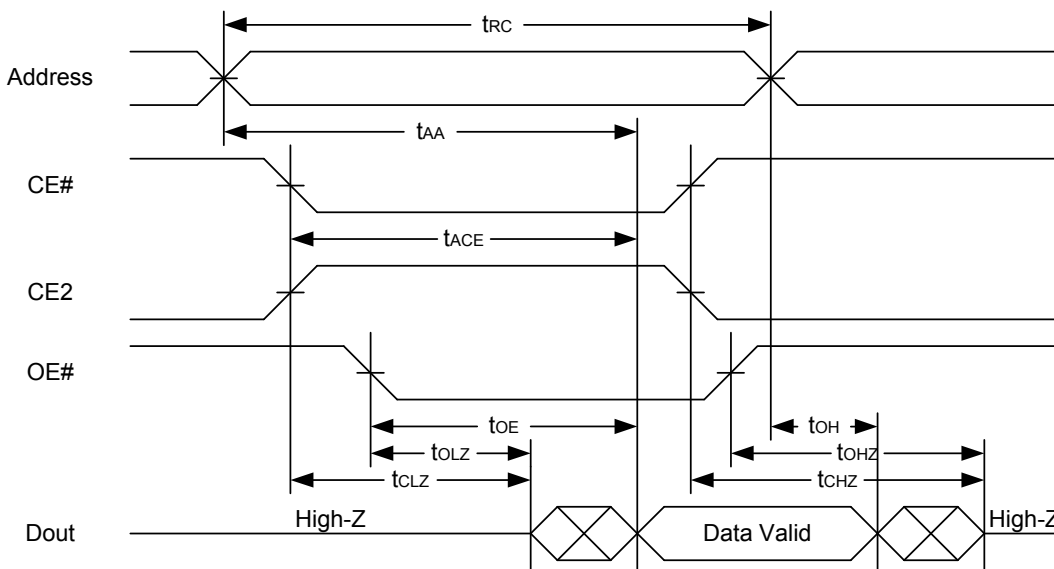 tRC
Address
tAA
CE#
tACE
CE2
OE#
tOE
tOH
tOLZ
tOHZ
tCLZ
tCHZ
High-Z
High-Z
Dout
Data Valid